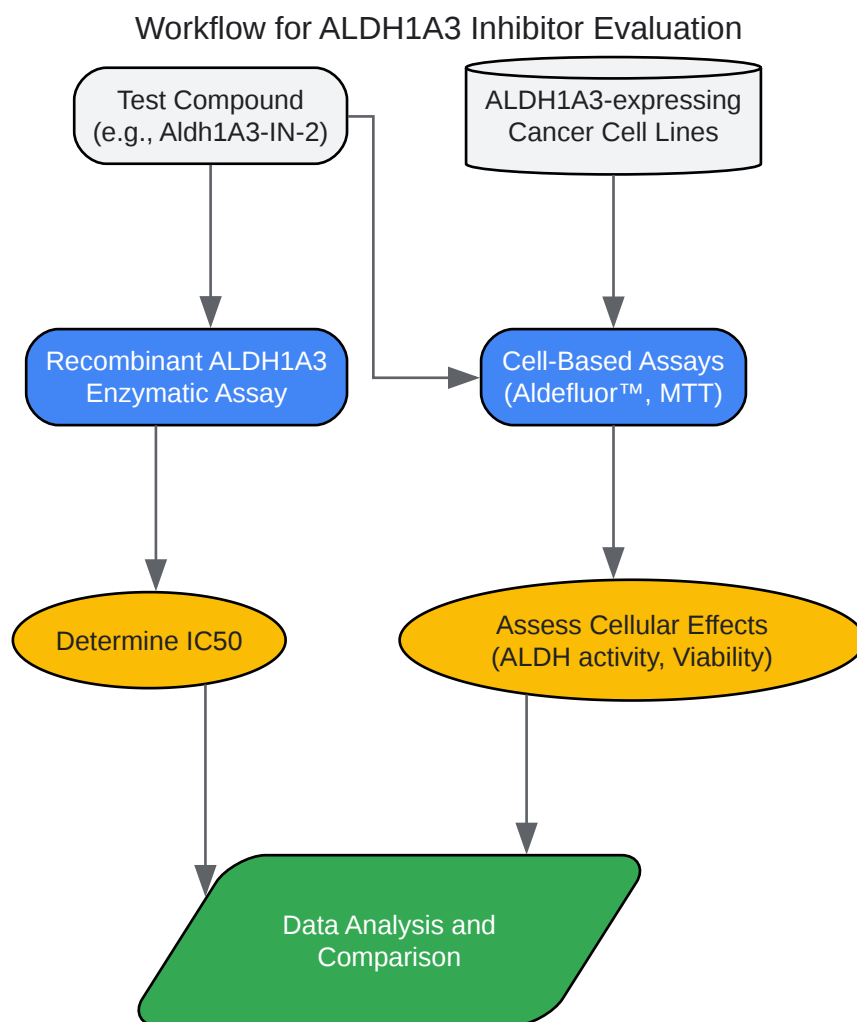 Workflow for ALDH1A3 Inhibitor Evaluation
Test Compound
(e.g., Aldh1A3-IN-2)
ALDH1A3-expressing
Cancer Cell Lines
Recombinant ALDH1A3
Enzymatic Assay
Cell-Based Assays
(Aldefluor™, MTT)
Determine IC50
Assess Cellular Effects
(ALDH activity, Viability)
Data Analysis and
Comparison